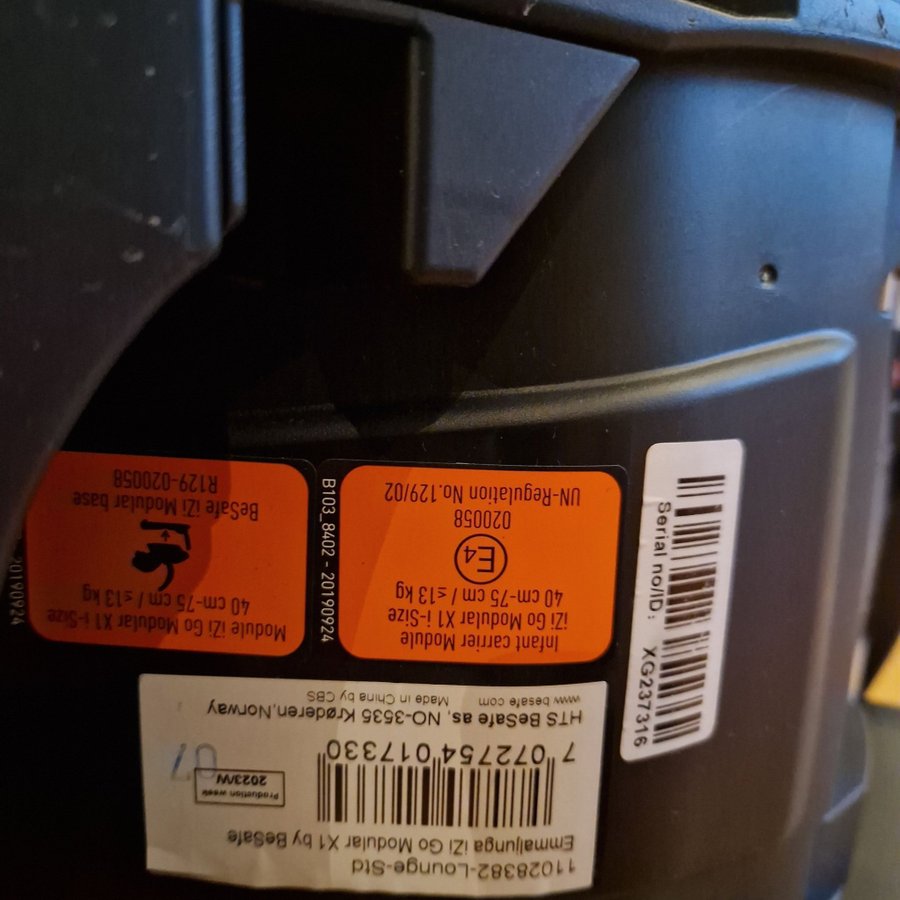 11028382-Lounge-Std
Emmaljunga iZi Go Modular X1 by BeSafe
7 072754 017330
Production week
2023/W
07
HTS BeSafe as, NO-3535 Krøderen,Norway
www.besafe.com Made in China by CBS
Infant carrier Module
iZi Go Modular X1 i-Size
40 cm-75 cm / ≤13 kg
E4
020058
UN-Regulation No.129/02
B103_8402 - 20190924
Module iZi Go Modular X1 i-Size
40 cm-75 cm / ≤13 kg
BeSafe iZi Modular base
R129-020058
20190924
Serial no/ID: XG237316